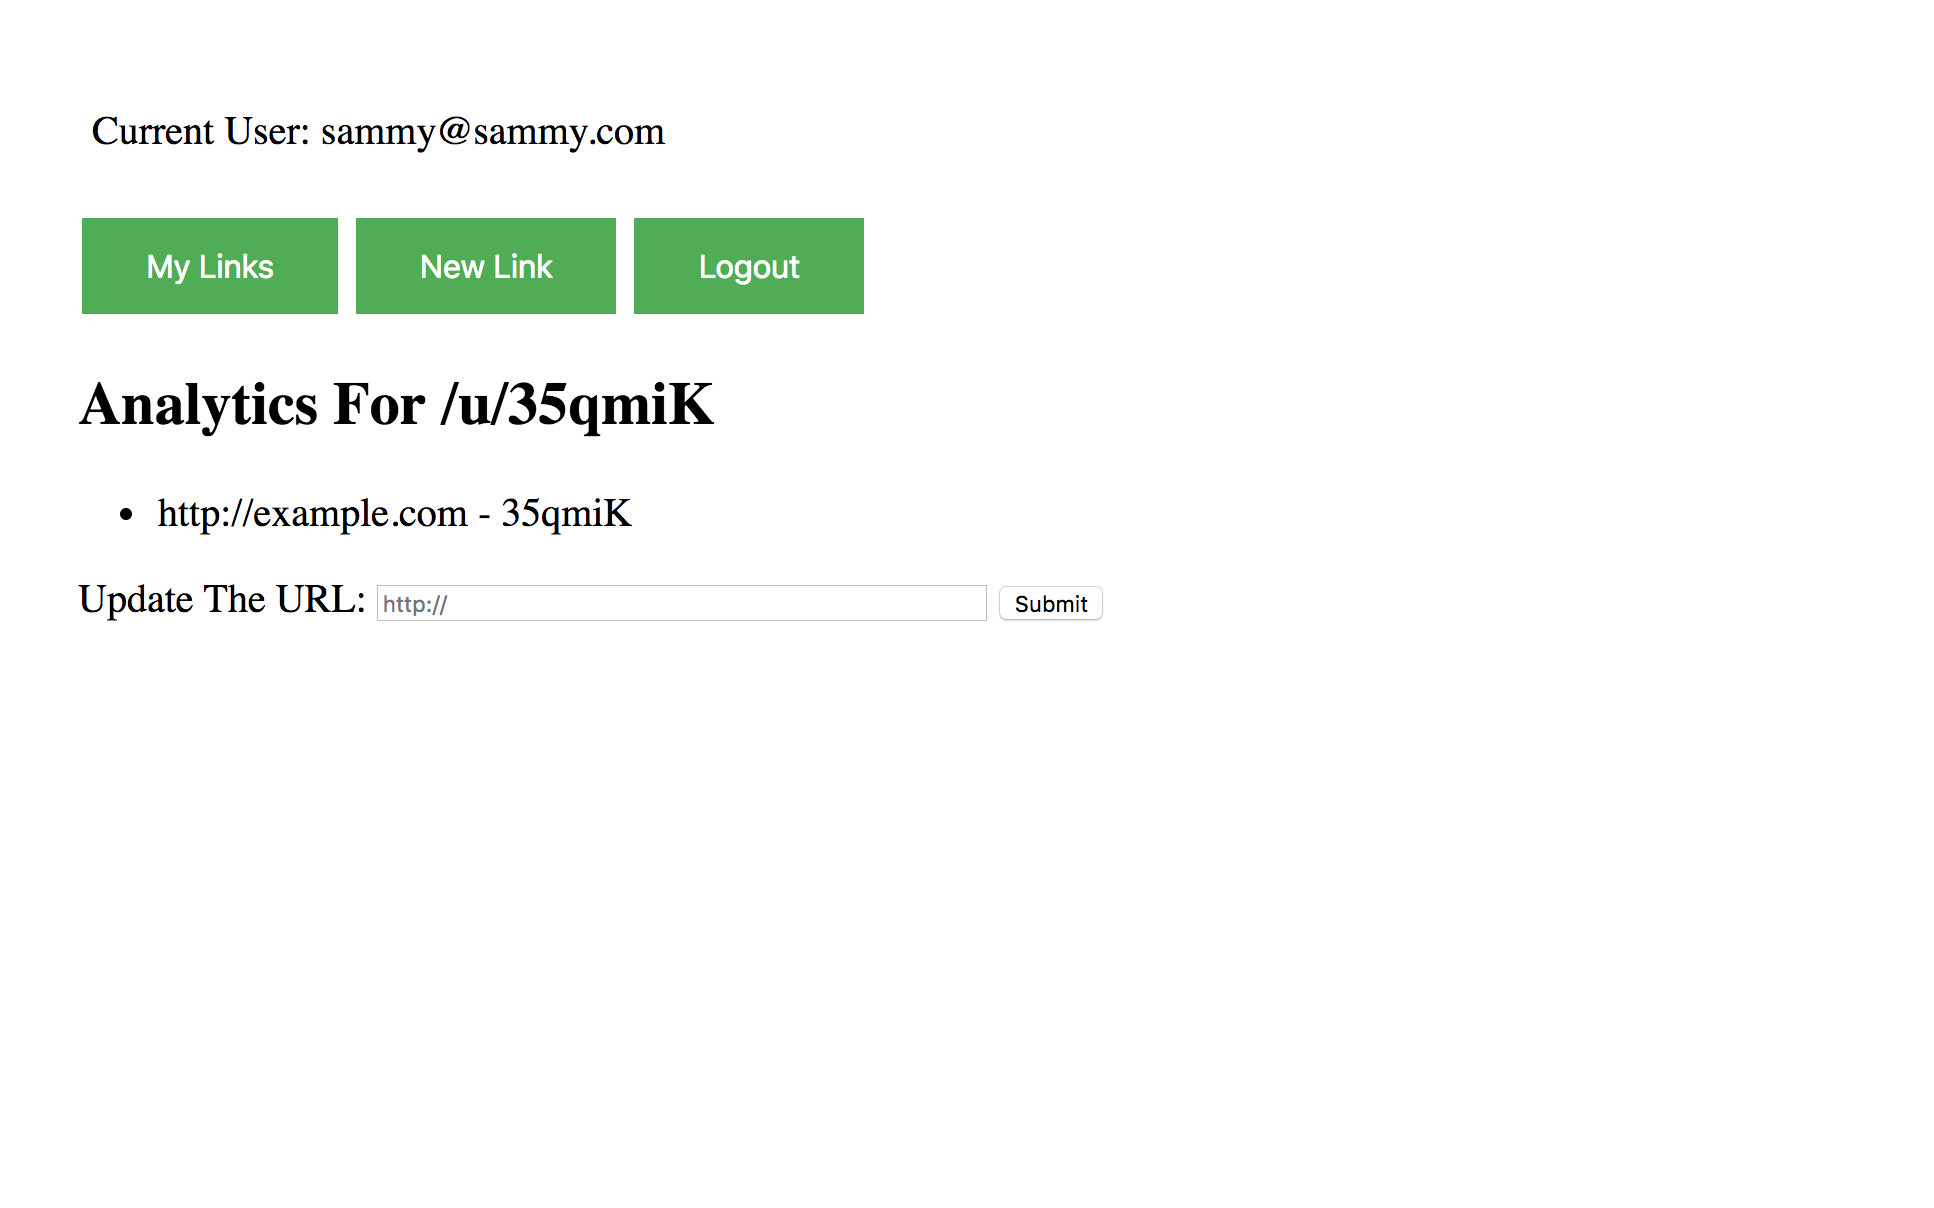 Current User: sammy@sammy.com
My Links New Link Logout
Analytics For /u/35qmiK
http://example.com - 35qmiK
Update The URL: http:// Submit